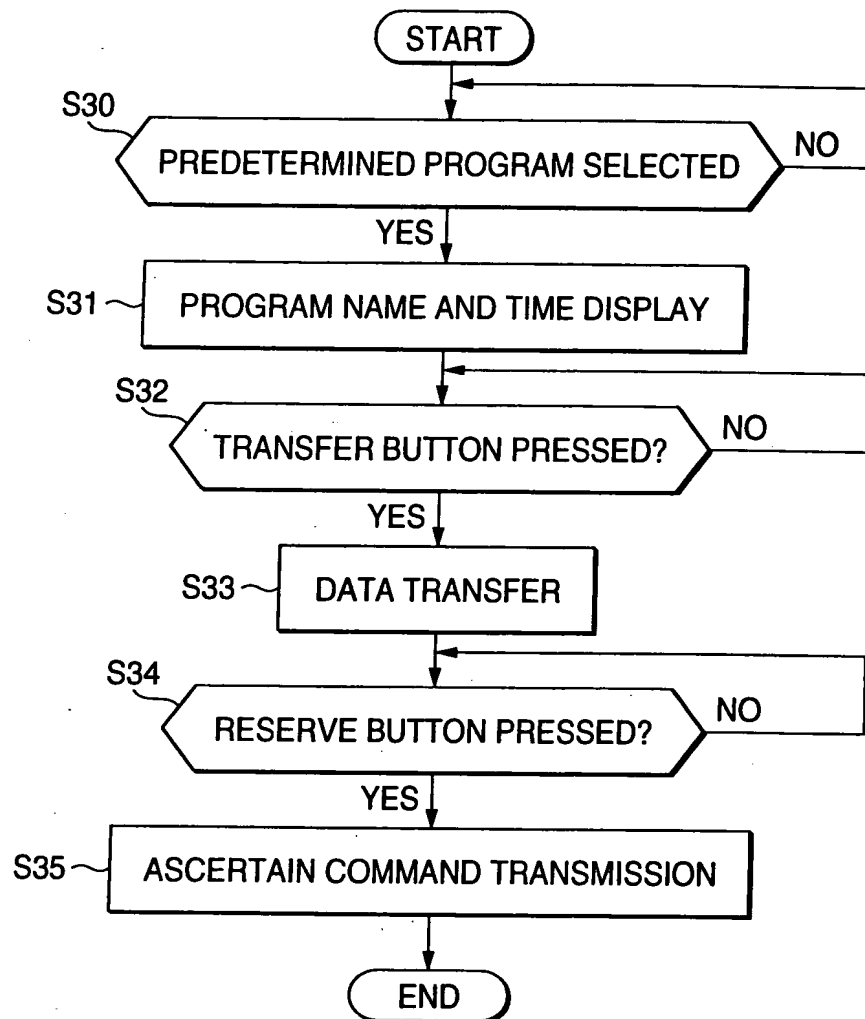 START
S30
PREDETERMINED PROGRAM SELECTED
NO
YES
S31
PROGRAM NAME AND TIME DISPLAY
S32
TRANSFER BUTTON PRESSED?
NO
YES
S33
DATA TRANSFER
S34
RESERVE BUTTON PRESSED?
NO
YES
S35
ASCERTAIN COMMAND TRANSMISSION
END